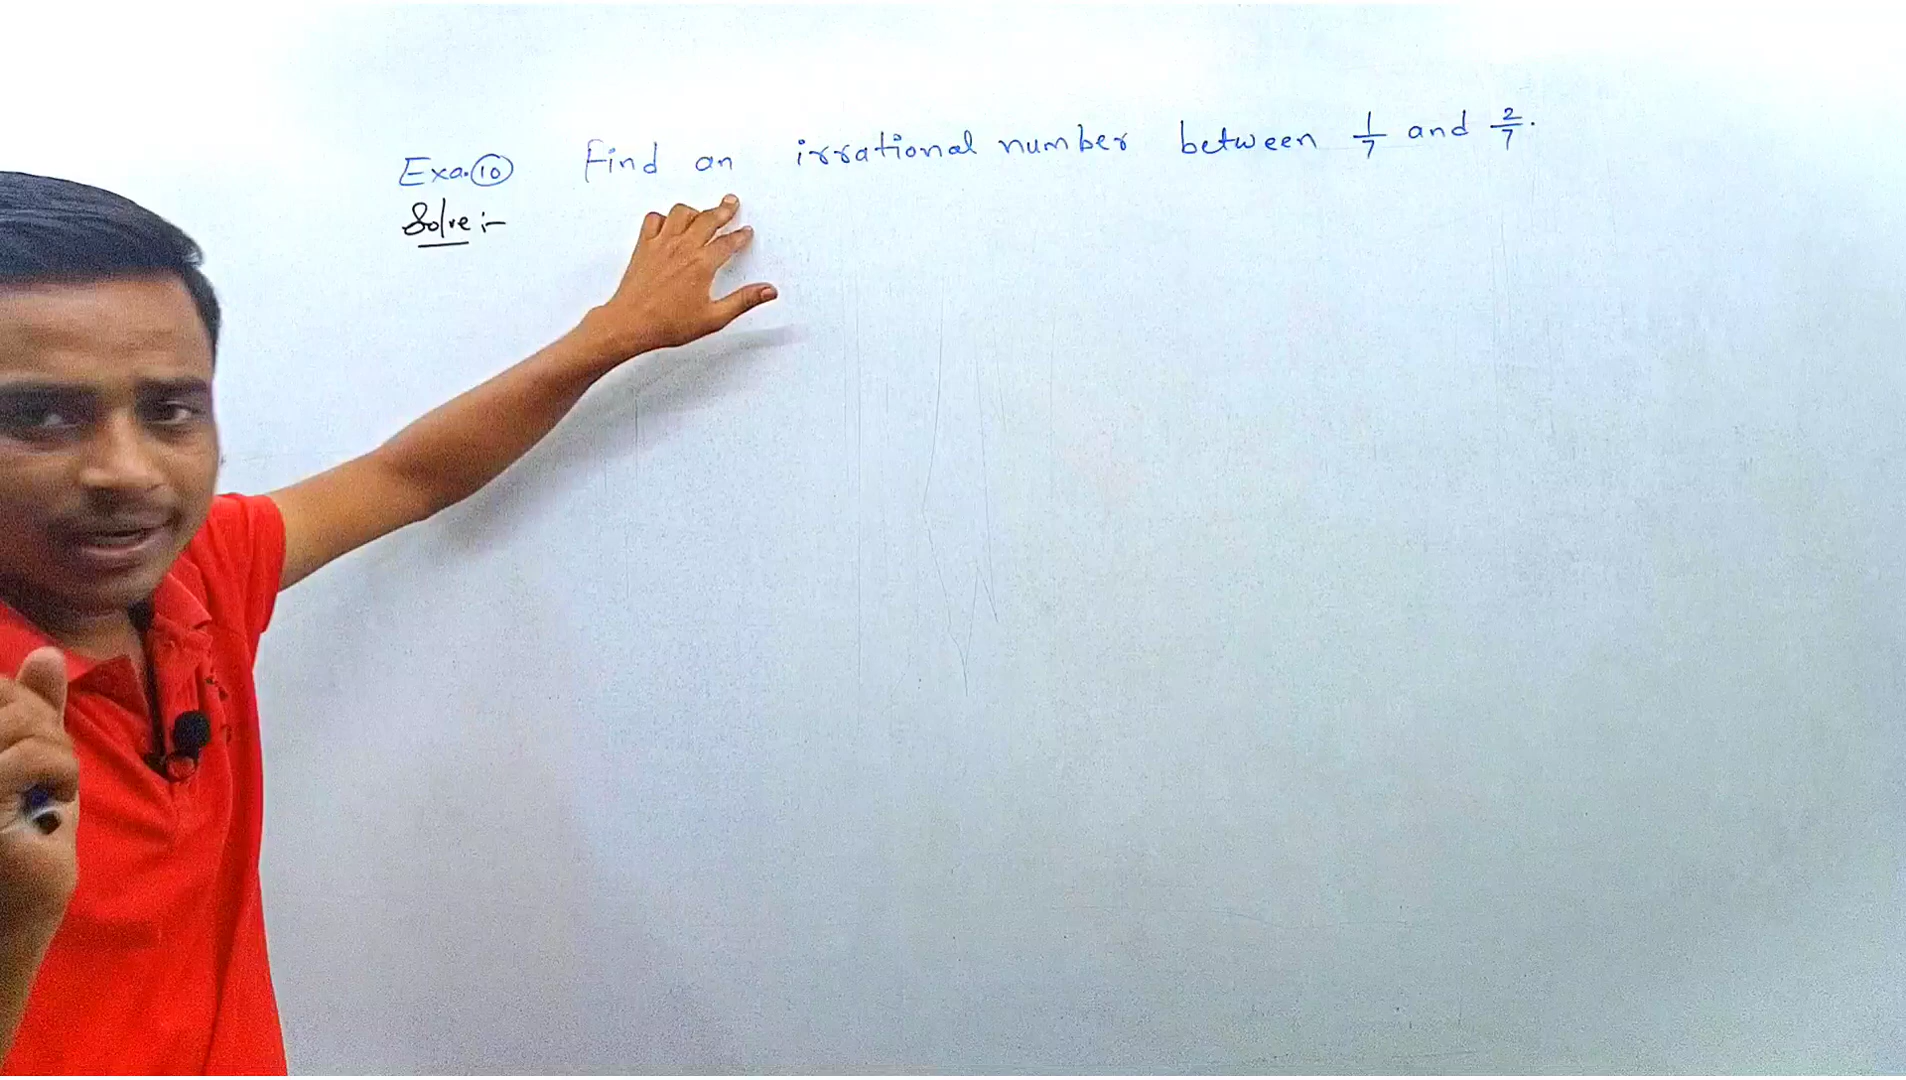 Exa. 10 Find an irrational number between 1/7 and 2/7.
Solve :-